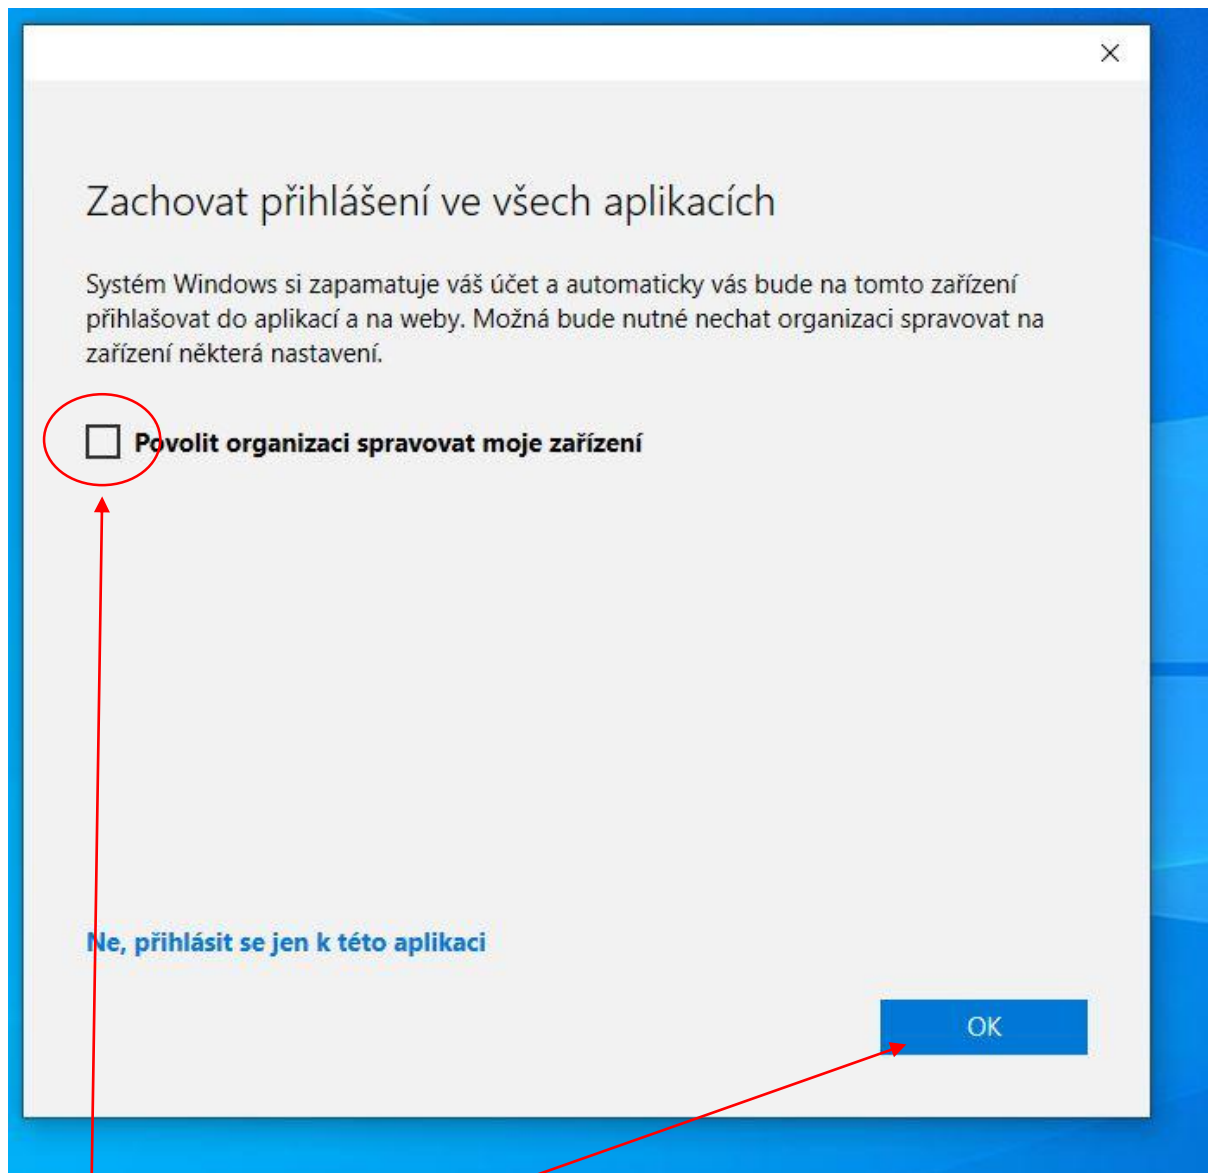 Zachovat přihlášení ve všech aplikacích
Systém Windows si zapamatuje váš účet a automaticky vás bude na tomto zařízení
přihlašovat do aplikací a na weby. Možná bude nutné nechat organizaci spravovat na
zařízení některá nastavení.
Povolit organizaci spravovat moje zařízení
Ne, přihlásit se jen k této aplikaci
OK